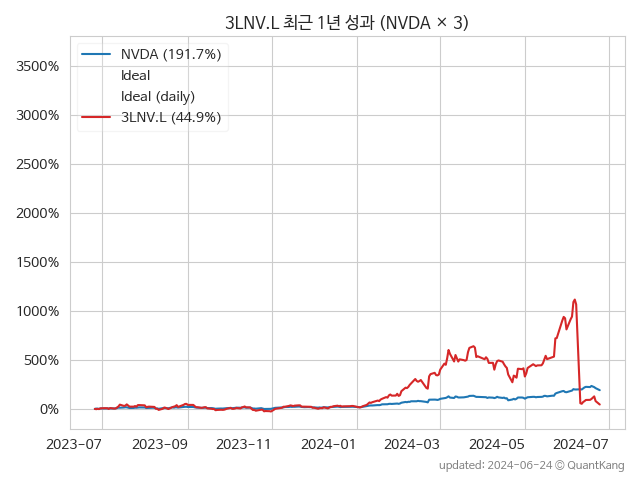 3LNV.L 최근 1년 성과 (NVDA × 3)
NVDA (191.7%)
Ideal
Ideal (daily)
3LNV.L (44.9%)
3500%
3000%
2500%
2000%
1500%
1000%
500%
0%
2023-07 2023-09 2023-11 2024-01 2024-03 2024-05 2024-07
updated: 2024-06-24 © QuantKang